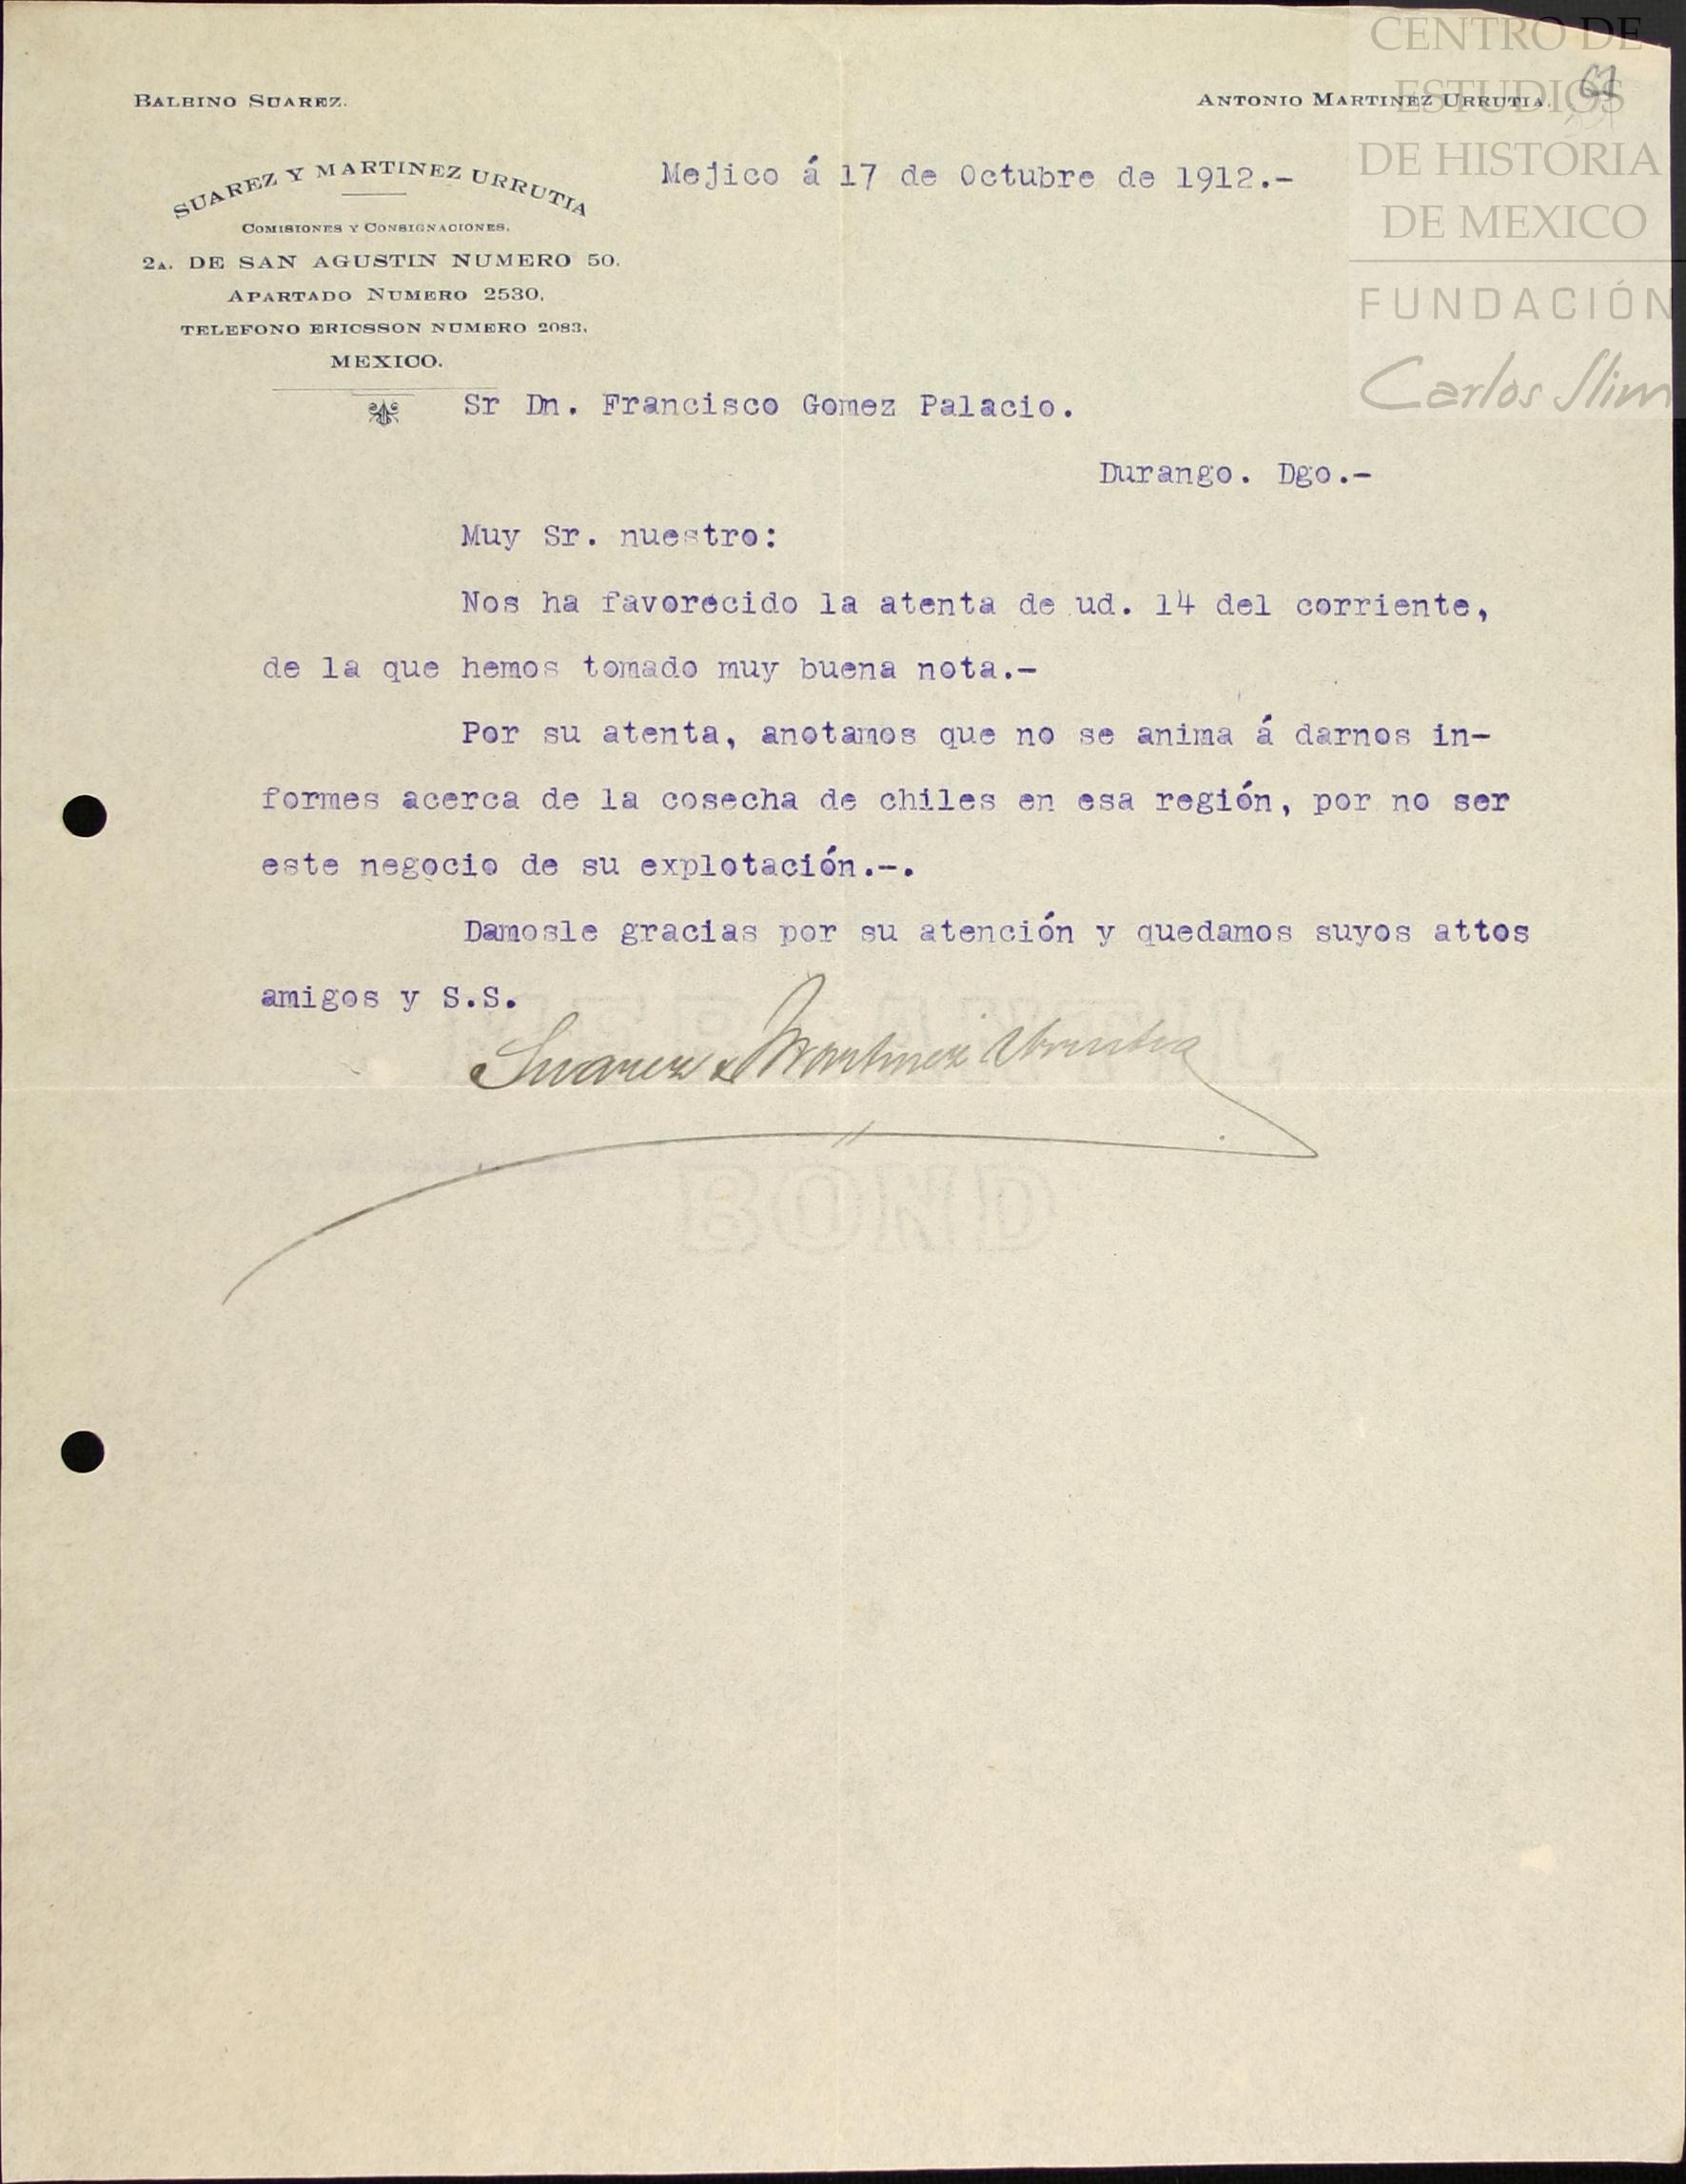 CENTRO DE
ESTUDIOS
DE HISTORIA
DE MEXICO
FUNDACIÓN
Carlos Slim
61
BALBINO SUAREZ.
ANTONIO MARTINEZ URRUTIA.
SUAREZ Y MARTINEZ URRUTIA
COMISIONES Y CONSIGNACIONES.
2A. DE SAN AGUSTIN NUMERO 50.
APARTADO NUMERO 2530.
TELEFONO ERICSSON NUMERO 2083.
MEXICO.
Mejico á 17 de Octubre de 1912.-
Sr Dn. Francisco Gomez Palacio.
Durango. Dgo.-
Muy Sr. nuestro:
Nos ha favorecido la atenta de ud. 14 del corriente,
de la que hemos tomado muy buena nota.-
Por su atenta, anotamos que no se anima á darnos in-
formes acerca de la cosecha de chiles en esa región, por no ser
este negocio de su explotación.-.
Damosle gracias por su atención y quedamos suyos attos
amigos y S.S.
Suarez y Martinez Urrutia
BOND